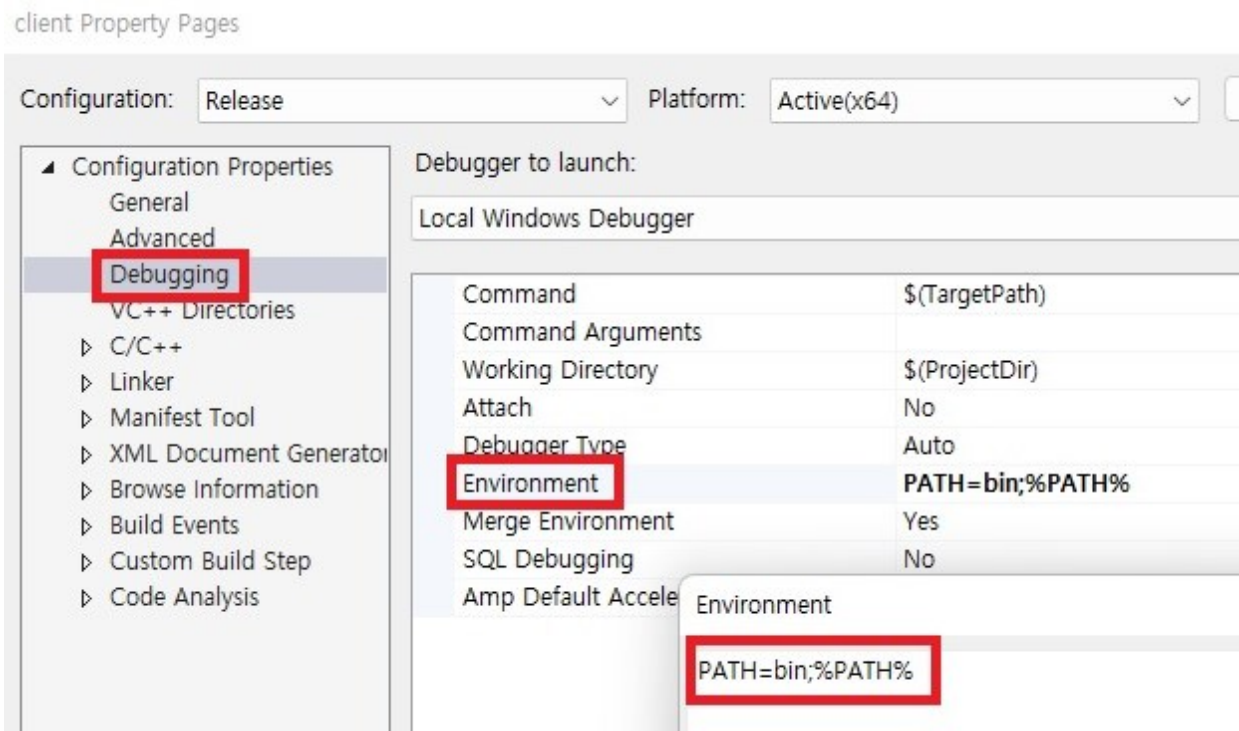 client Property Pages
Configuration: Release Platform: Active(x64)
Configuration Properties
General
Advanced
Debugging
VC++ Directories
C/C++
Linker
Manifest Tool
XML Document Generator
Browse Information
Build Events
Custom Build Step
Code Analysis
Debugger to launch:
Local Windows Debugger
Command $(TargetPath)
Command Arguments
Working Directory $(ProjectDir)
Attach No
Debugger Type Auto
Environment PATH=bin;%PATH%
Merge Environment Yes
SQL Debugging No
Amp Default Accele
Environment
PATH=bin;%PATH%